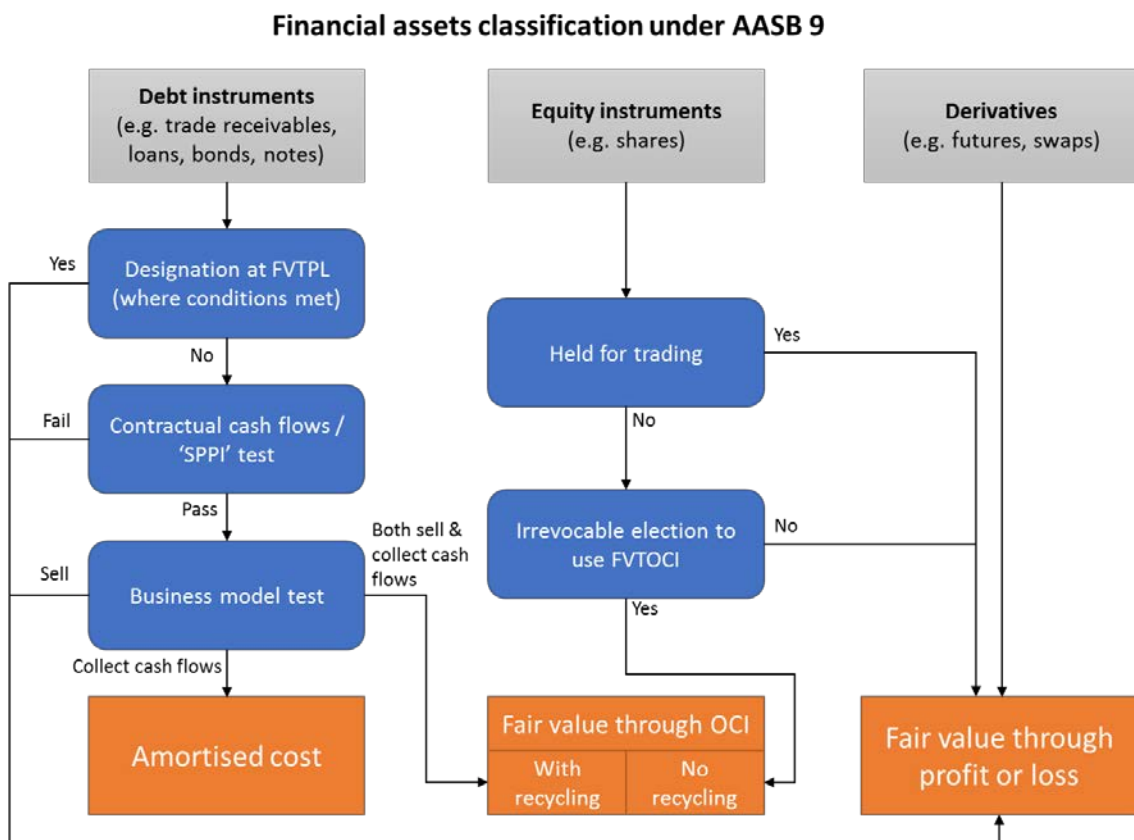 Financial assets classification under AASB 9
Debt instruments
(e.g. trade receivables,
loans, bonds, notes)
Equity instruments
(e.g. shares)
Derivatives
(e.g. futures, swaps)
Yes
Designation at FVTPL
(where conditions met)
No
Held for trading
Yes
No
Fail
Contractual cash flows /
‘SPPI’ test
Pass
Both sell &
collect cash
flows
Irrevocable election to
use FVTOCI
No
Yes
Sell
Business model test
Collect cash flows
Amortised cost
Fair value through OCI
With
recycling
No
recycling
Fair value through
profit or loss